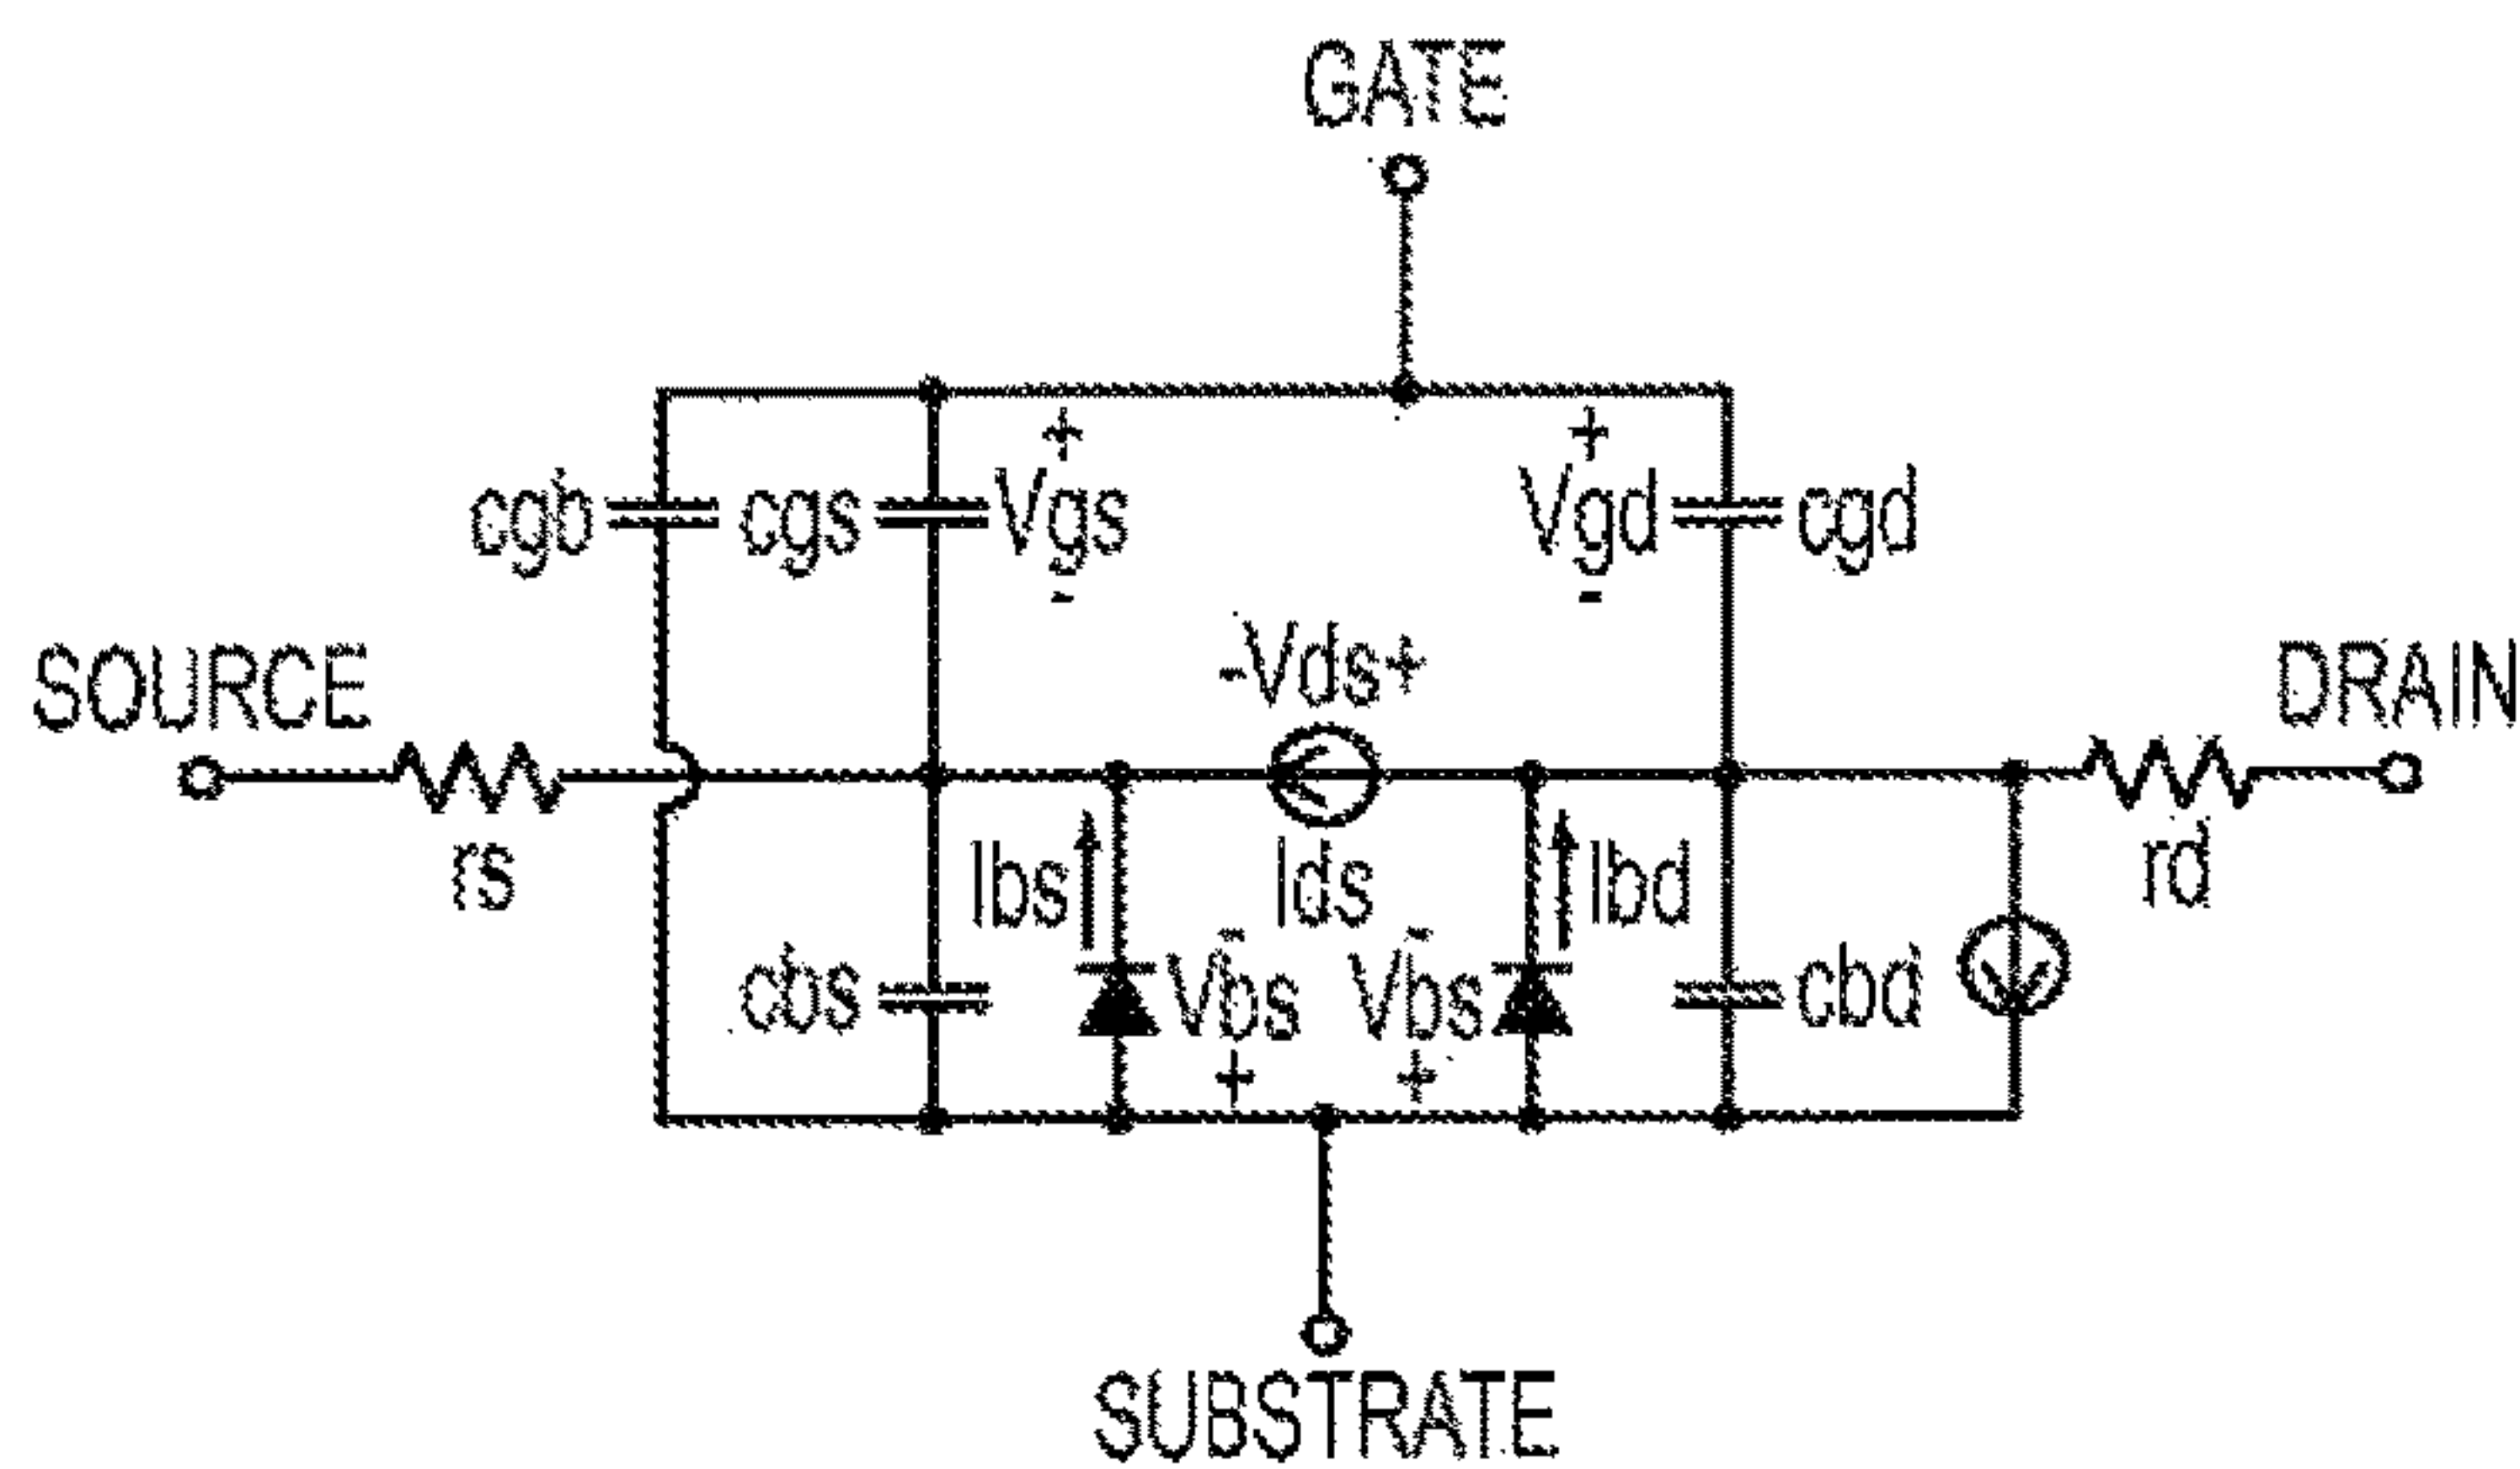 GATE
+ +
cgb cgs Vgs Vgd cgd
- -
-Vds+
SOURCE DRAIN
rs Ibs Ids Ibd rd
- -
cbs Vbs Vbs cbd
+ +
SUBSTRATE